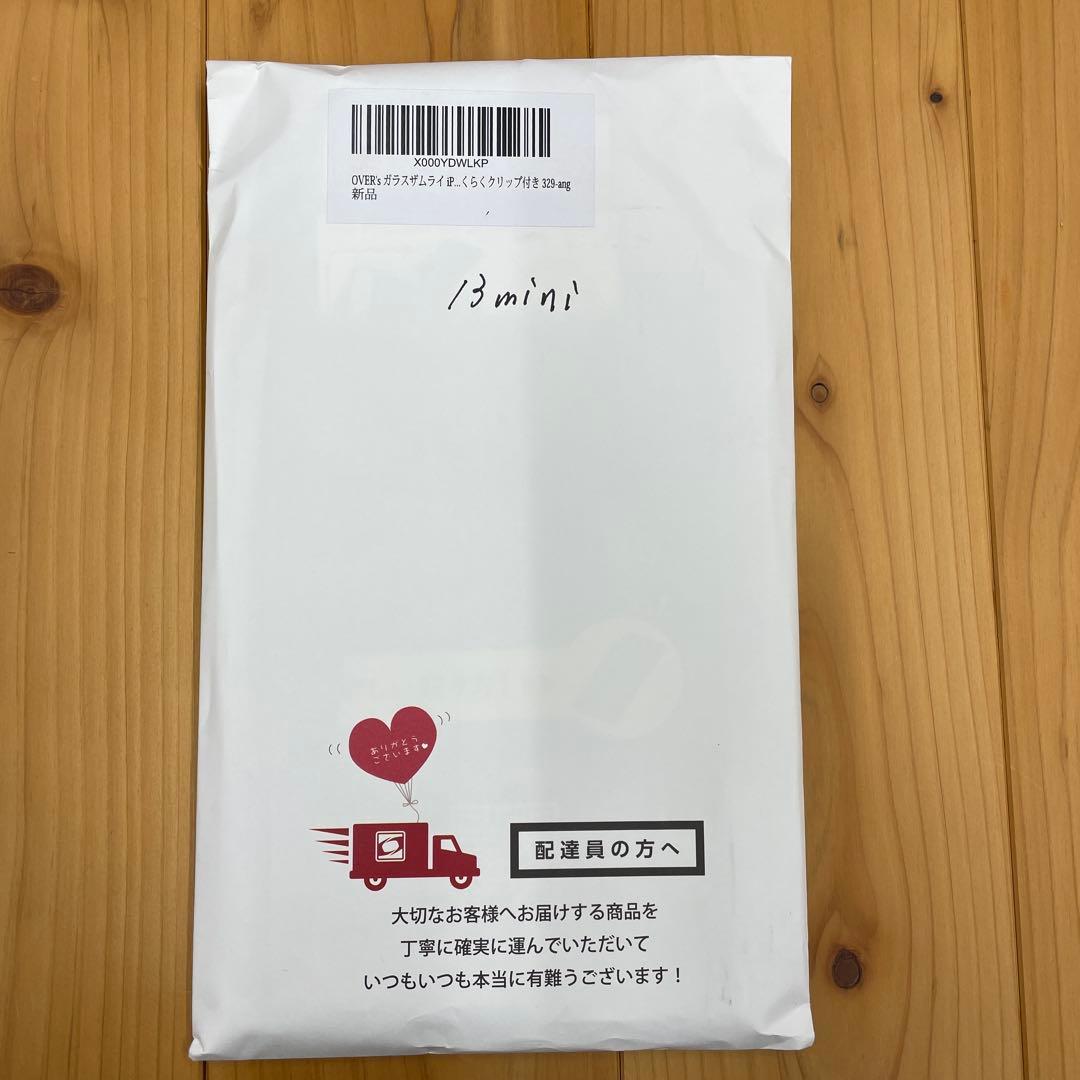 X000YDWLKP
OVER's ガラスザムライ iP...くらくクリップ付き 329-ang
新品
13 mini
ありがとう
ございます♥
配達員の方へ
大切なお客様へお届けする商品を
丁寧に確実に運んでいただいて
いつもいつも本当に有難うございます！